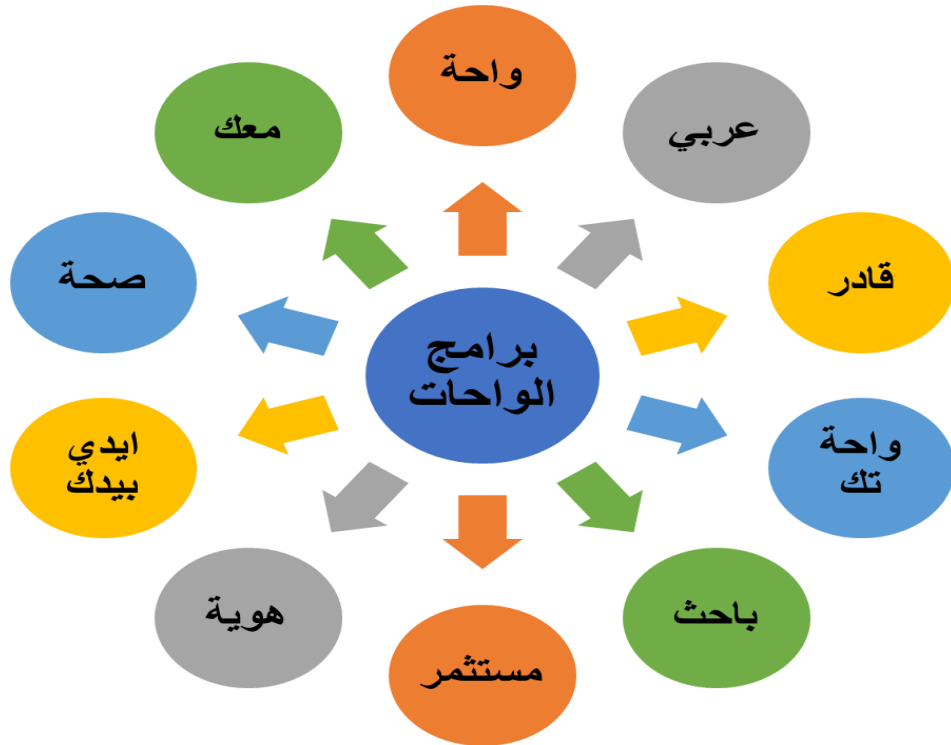 برامج
الواحات
واحة
عربي
قادر
واحة
تك
باحث
مستثمر
هوية
ايدي
بيدك
صحة
معك